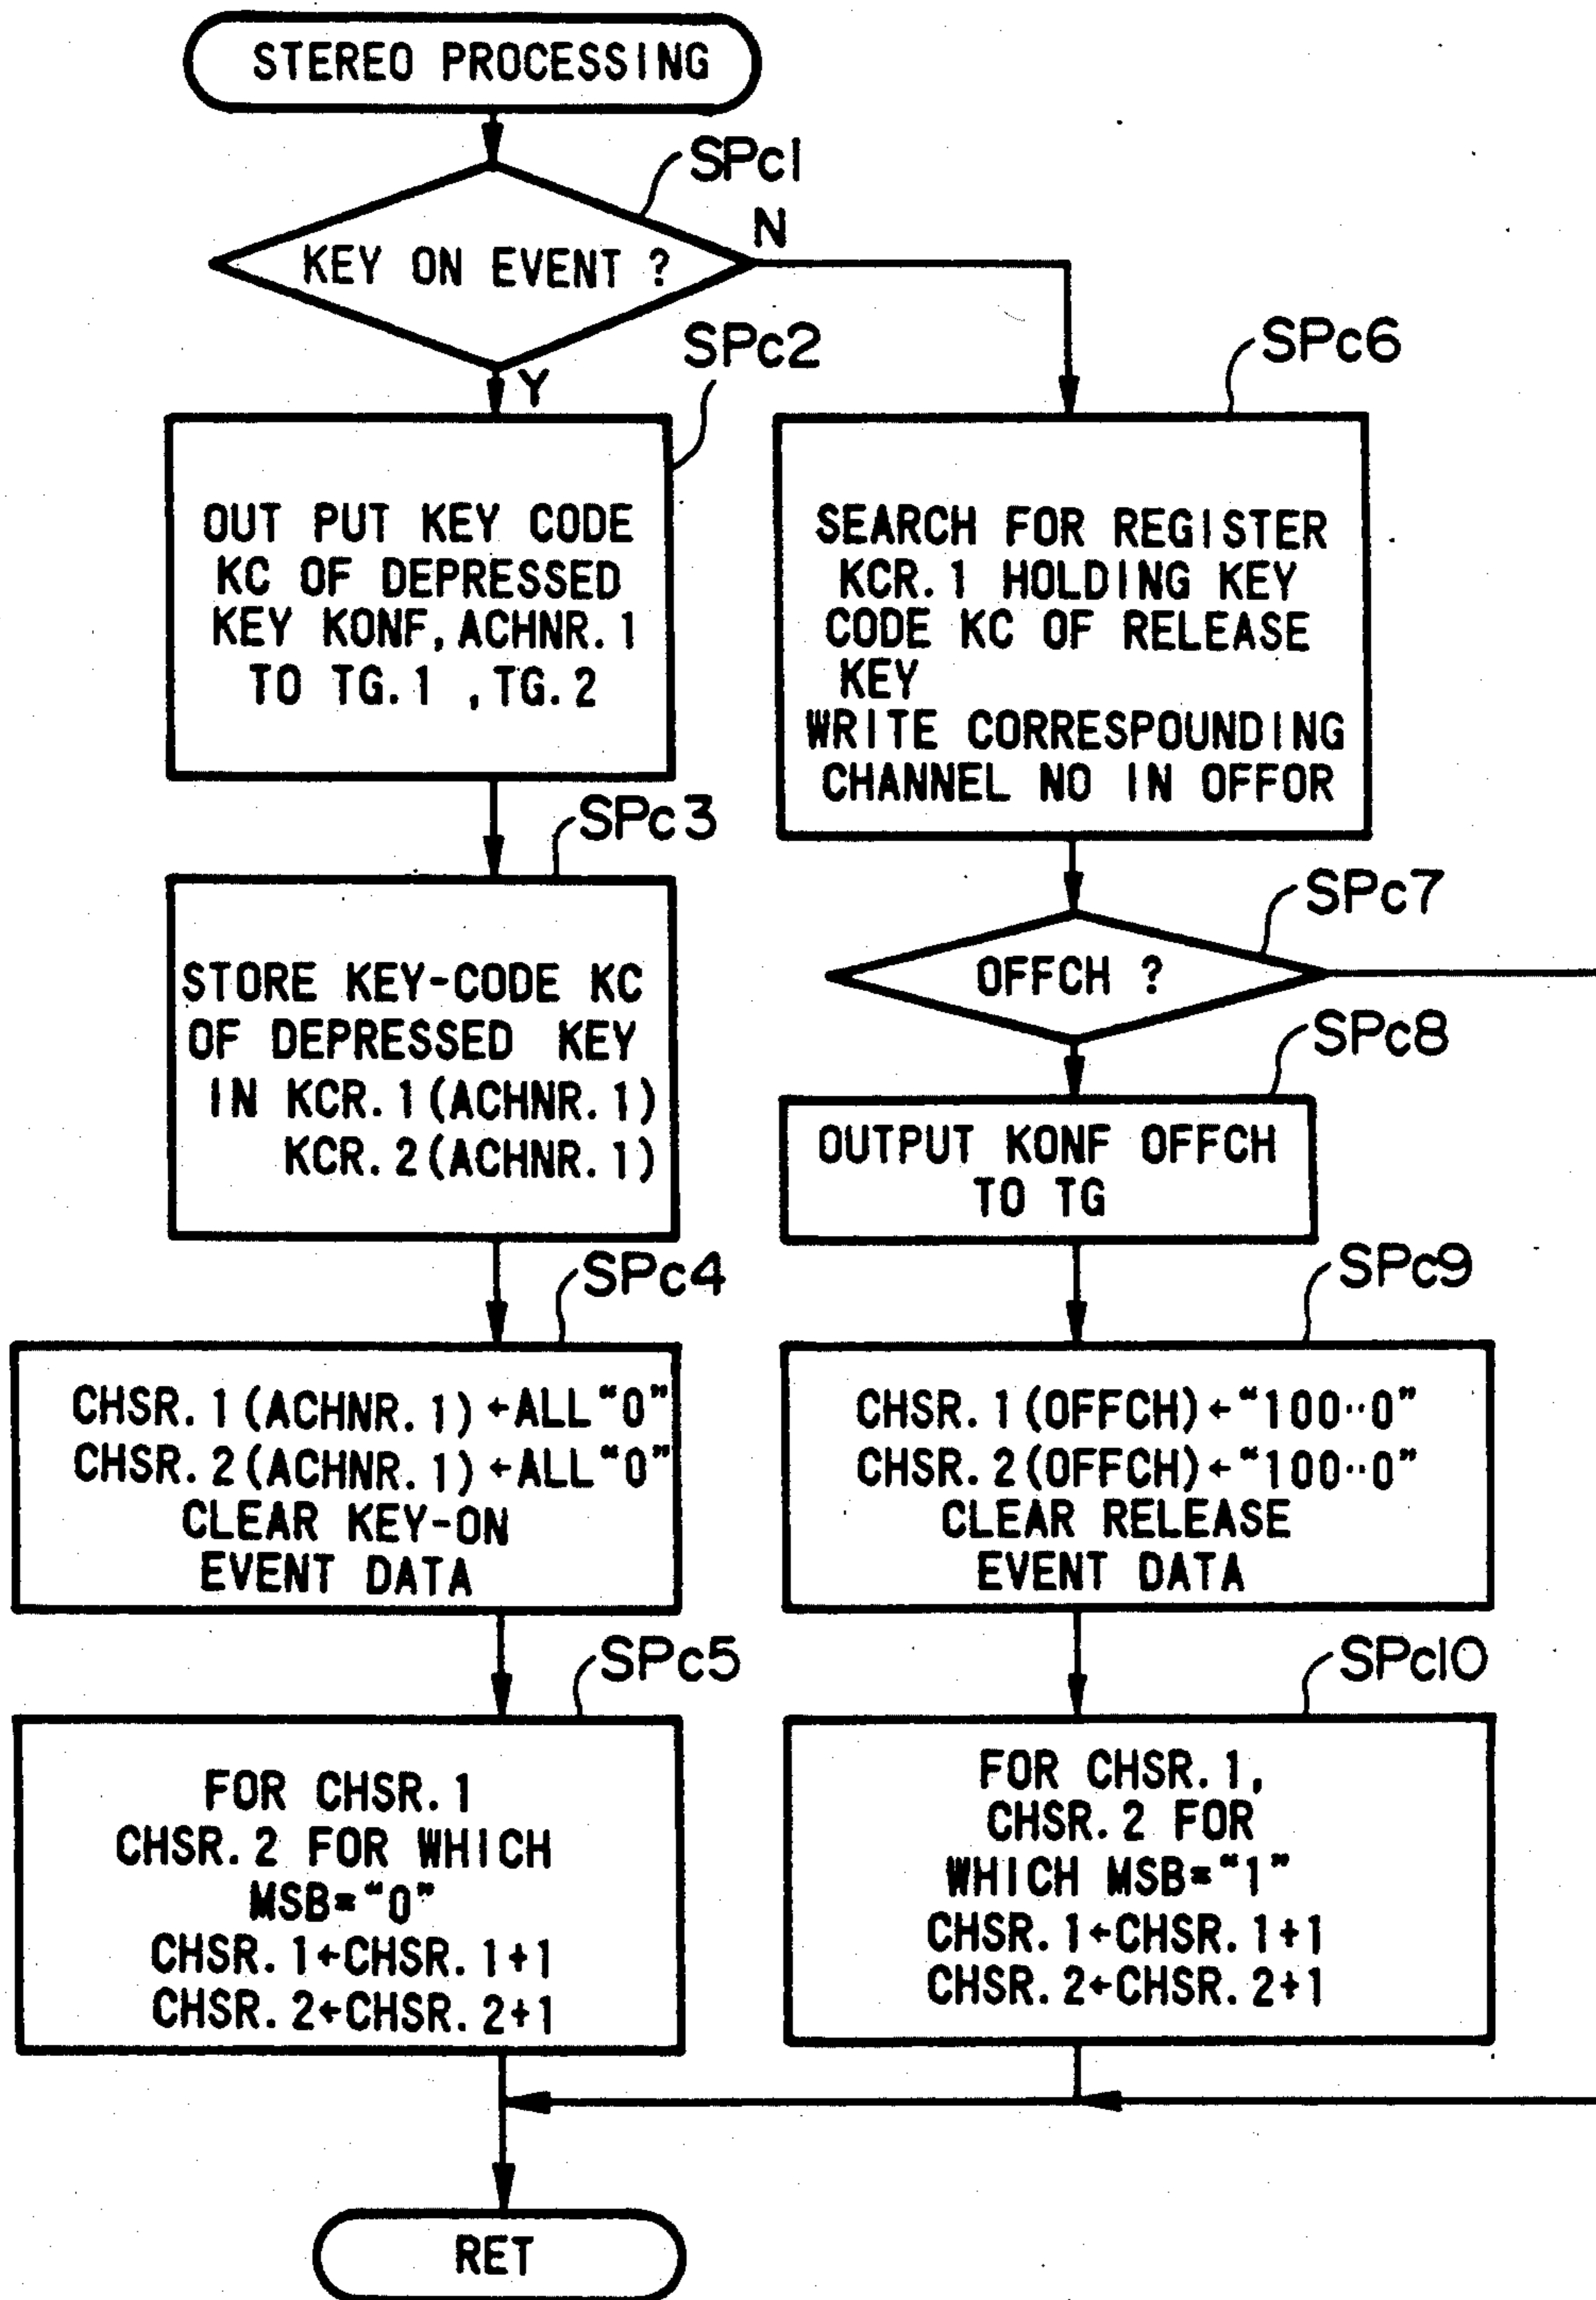 STEREO PROCESSING
SPc1
KEY ON EVENT ?
N
Y
SPc2
OUT PUT KEY CODE
KC OF DEPRESSED
KEY KONF, ACHNR. 1
TO TG. 1 , TG. 2
SPc3
STORE KEY-CODE KC
OF DEPRESSED KEY
IN KCR. 1 (ACHNR. 1)
KCR. 2 (ACHNR. 1)
SPc4
CHSR. 1 (ACHNR. 1) ←ALL “0”
CHSR. 2 (ACHNR. 1) ←ALL “0”
CLEAR KEY-ON
EVENT DATA
SPc5
FOR CHSR. 1
CHSR. 2 FOR WHICH
MSB=“0”
CHSR. 1←CHSR. 1+1
CHSR. 2←CHSR. 2+1
SPc6
SEARCH FOR REGISTER
KCR. 1 HOLDING KEY
CODE KC OF RELEASE
KEY
WRITE CORRESPOUNDING
CHANNEL NO IN OFFOR
SPc7
OFFCH ?
SPc8
OUTPUT KONF OFFCH
TO TG
SPc9
CHSR. 1 (OFFCH) ←“100··0”
CHSR. 2 (OFFCH) ←“100··0”
CLEAR RELEASE
EVENT DATA
SPc10
FOR CHSR. 1,
CHSR. 2 FOR
WHICH MSB=“1”
CHSR. 1←CHSR. 1+1
CHSR. 2←CHSR. 2+1
RET